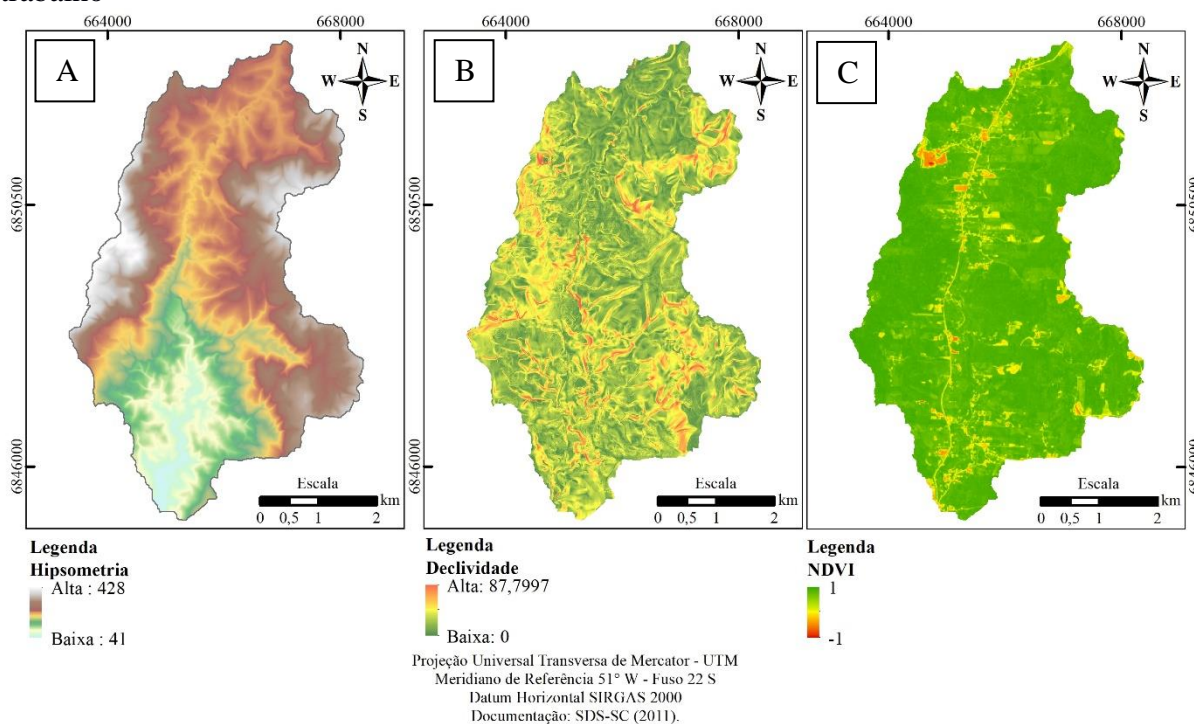 664000
668000
664000
668000
664000
668000
A
N
W
E
S
B
N
W
E
S
C
N
W
E
S
6850500
6850500
6846000
6846000
Escala
km
0 0,5 1 2
Escala
km
0 0,5 1 2
Escala
km
0 0,5 1 2
Legenda
Hipsometria
Alta : 428
Baixa : 41
Legenda
Declividade
Alta: 87,7997
Baixa: 0
Legenda
NDVI
1
-1
Projeção Universal Transversa de Mercator - UTM
Meridiano de Referência 51° W - Fuso 22 S
Datum Horizontal SIRGAS 2000
Documentação: SDS-SC (2011).